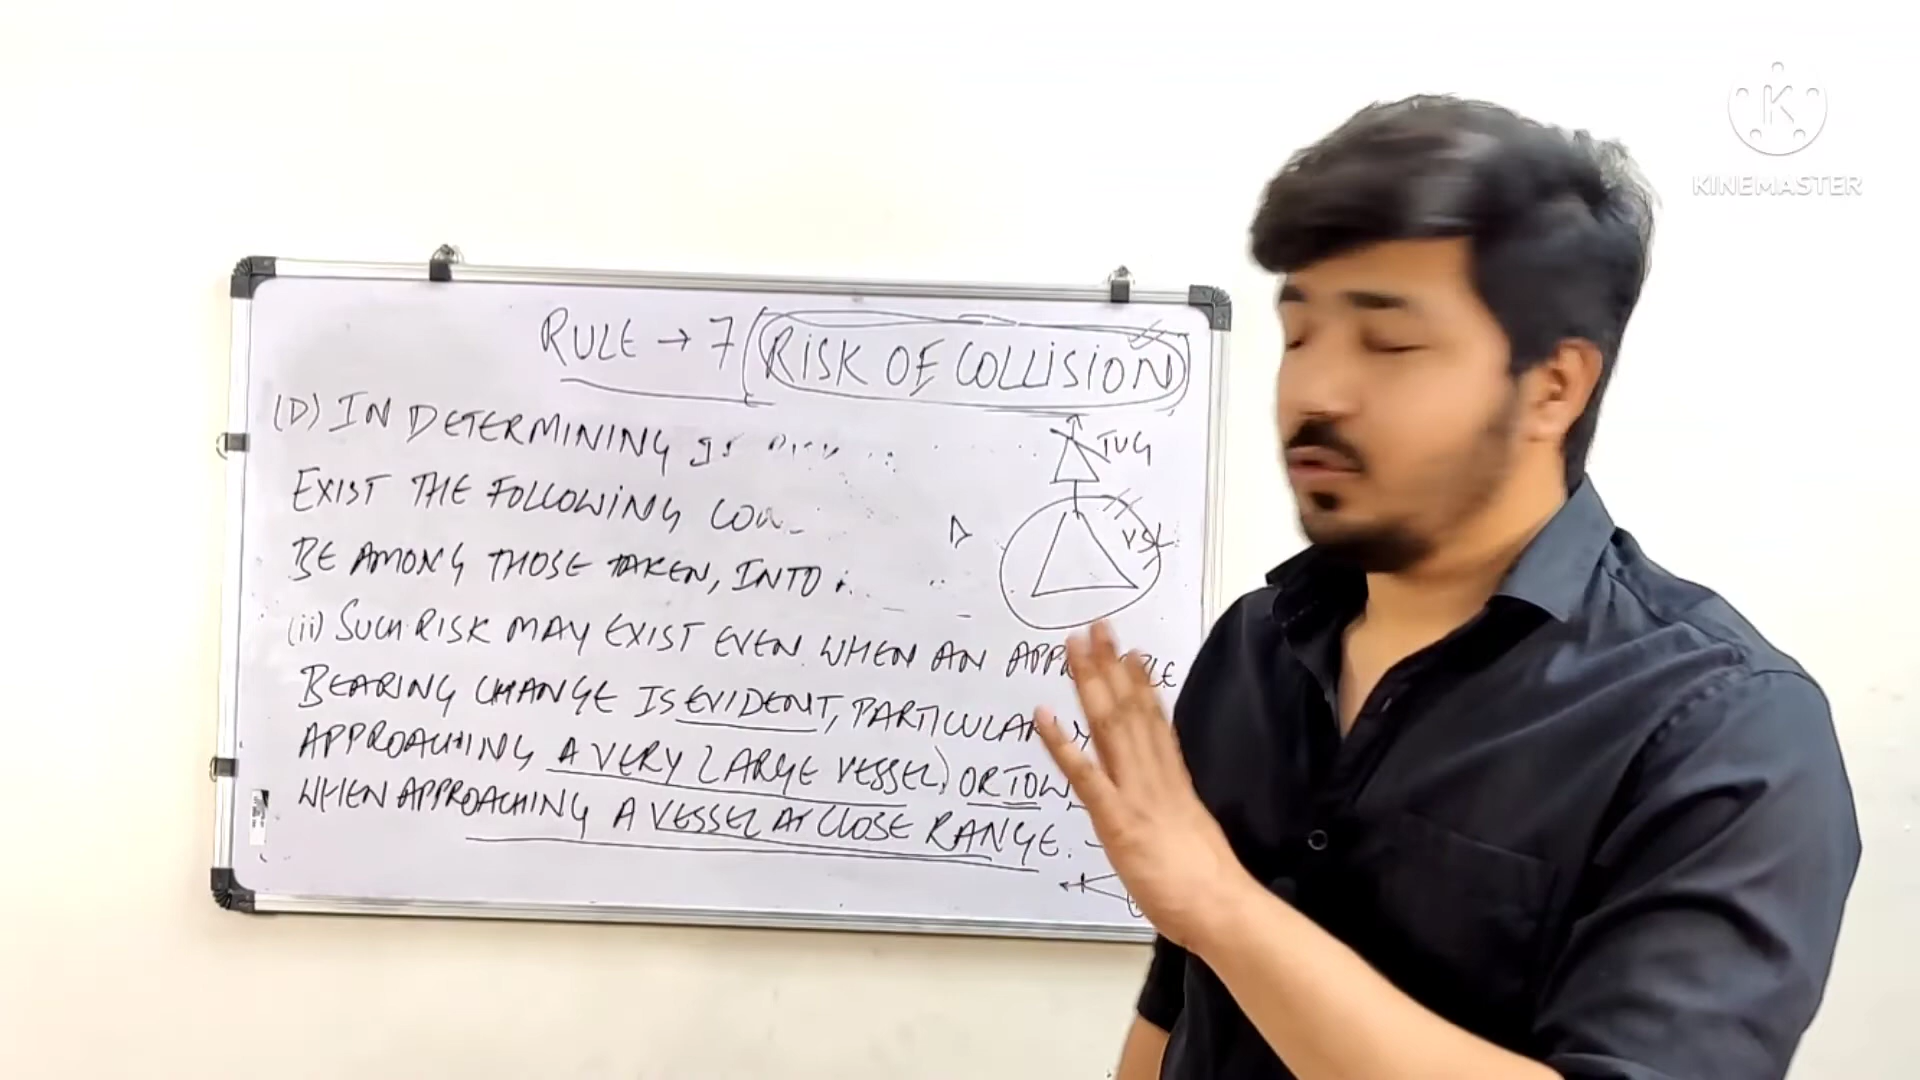 KINEMASTER
RULE → 7 (RISK OF COLLISION
(D) IN DETERMINING
TUG
EXIST THE FOLLOWING
VSL
BE AMONG THOSE TAKEN, INTO
(ii) SUCH RISK MAY EXIST EVEN WHEN AN
BEARING CHANGE IS EVIDENT, PARTICULARLY
APPROACHING A VERY LARGE VESSEL) OR TOW,
WHEN APPROACHING A VESSEL AT CLOSE RANGE.